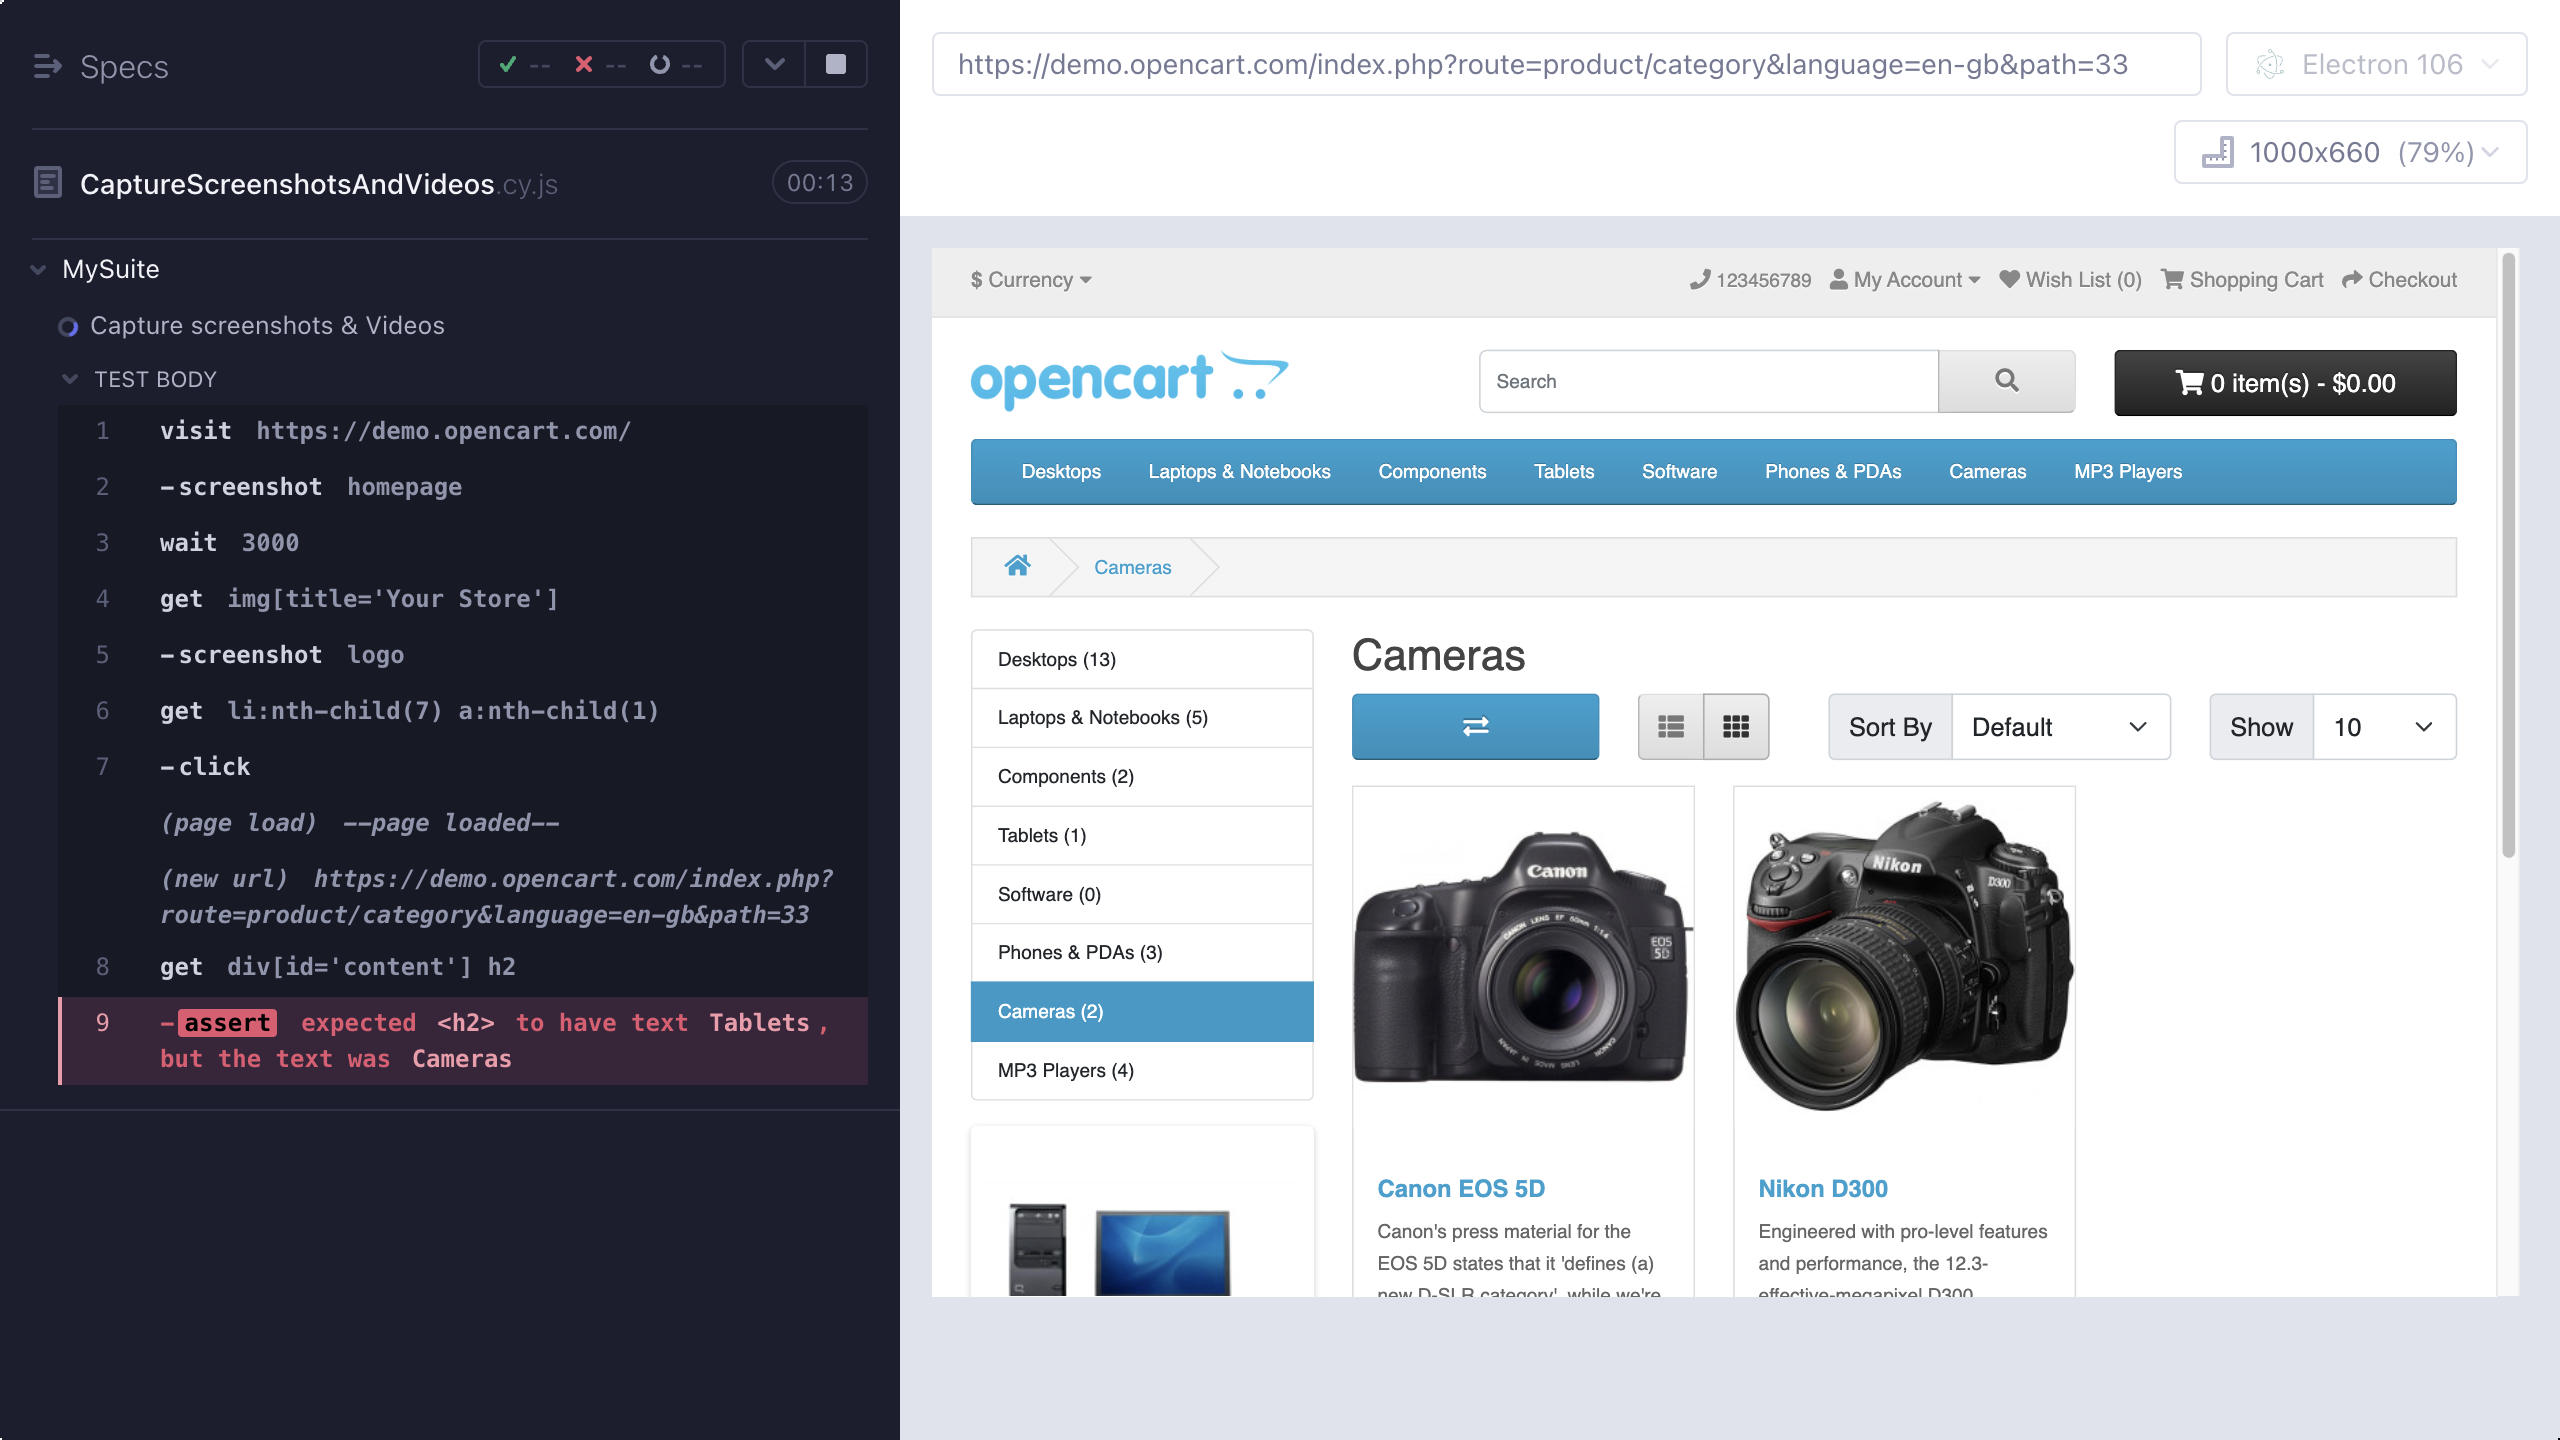 Specs
--
--
--
CaptureScreenshotsAndVideos.cy.js
00:13
MySuite
Capture screenshots & Videos
TEST BODY
1 visit https://demo.opencart.com/
2 -screenshot homepage
3 wait 3000
4 get img[title='Your Store']
5 -screenshot logo
6 get li:nth-child(7) a:nth-child(1)
7 -click
(page load) --page loaded--
(new url) https://demo.opencart.com/index.php?
route=product/category&language=en-gb&path=33
8 get div[id='content'] h2
9 -assert expected <h2> to have text Tablets,
but the text was Cameras
https://demo.opencart.com/index.php?route=product/category&language=en-gb&path=33
Electron 106
1000x660 (79%)
$ Currency
123456789 My Account Wish List (0) Shopping Cart Checkout
opencart
Search
0 item(s) - $0.00
Desktops Laptops & Notebooks Components Tablets Software Phones & PDAs Cameras MP3 Players
Cameras
Desktops (13)
Laptops & Notebooks (5)
Components (2)
Tablets (1)
Software (0)
Phones & PDAs (3)
Cameras (2)
MP3 Players (4)
Cameras
Sort By Default
Show 10
Canon
EOS
5D
Nikon
D300
Canon EOS 5D
Canon's press material for the
EOS 5D states that it 'defines (a)
new D-SLR category', while we're
Nikon D300
Engineered with pro-level features
and performance, the 12.3-
effective-megapixel D300